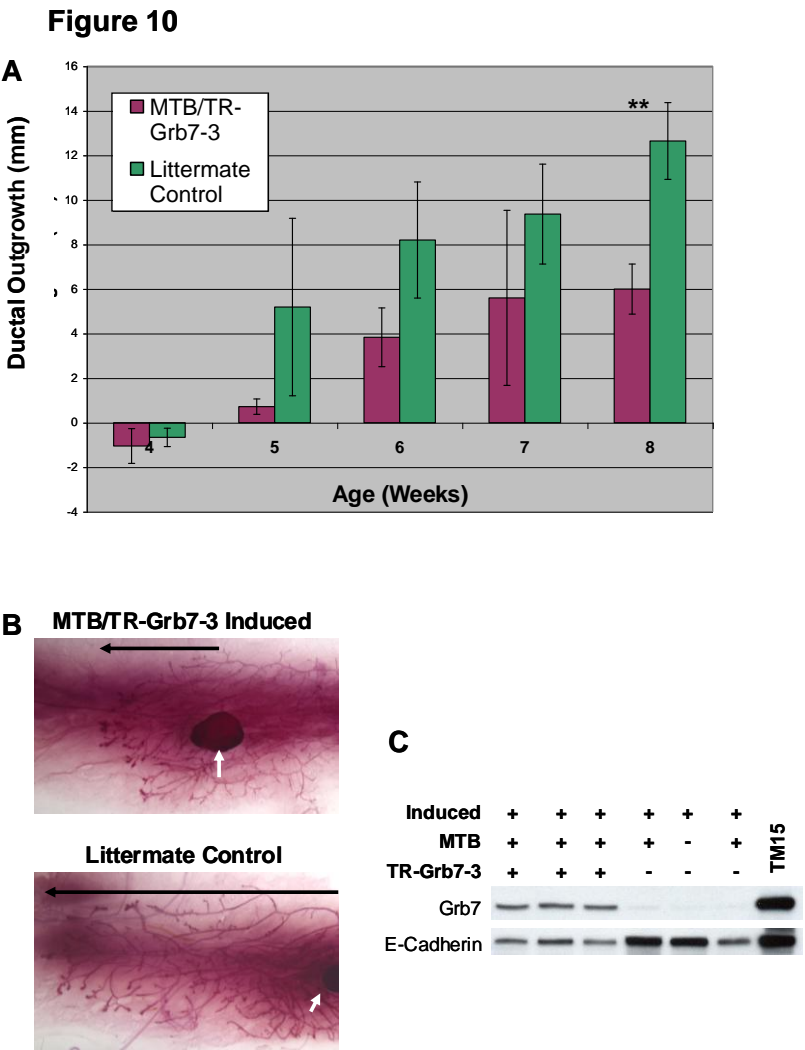 Figure 10
A
Ductal Outgrowth (mm)
16
14
12
10
8
6
4
2
0
-2
-4
MTB/TR-
Grb7-3
Littermate
Control
**
4 5 6 7 8
Age (Weeks)
B
MTB/TR-Grb7-3 Induced
Littermate Control
C
Induced + + + + + +
MTB + + + + - +
TR-Grb7-3 + + + - - -
TM15
Grb7
E-Cadherin